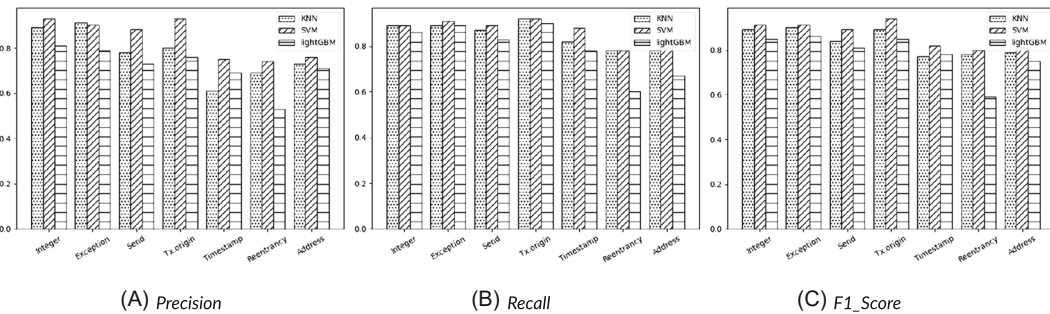 KNN
SVM
lightGBM
0.8
0.6
0.4
0.2
0.0
Integer
Exception
Send
Tx.origin
Timestamp
Reentrancy
Address
(A) Precision
KNN
SVM
lightGBM
0.8
0.6
0.4
0.2
0.0
Integer
Exception
Send
Tx.origin
Timestamp
Reentrancy
Address
(B) Recall
KNN
SVM
lightGBM
0.8
0.6
0.4
0.2
0.0
Integer
Exception
Send
Tx.origin
Timestamp
Reentrancy
Address
(C) F1_Score